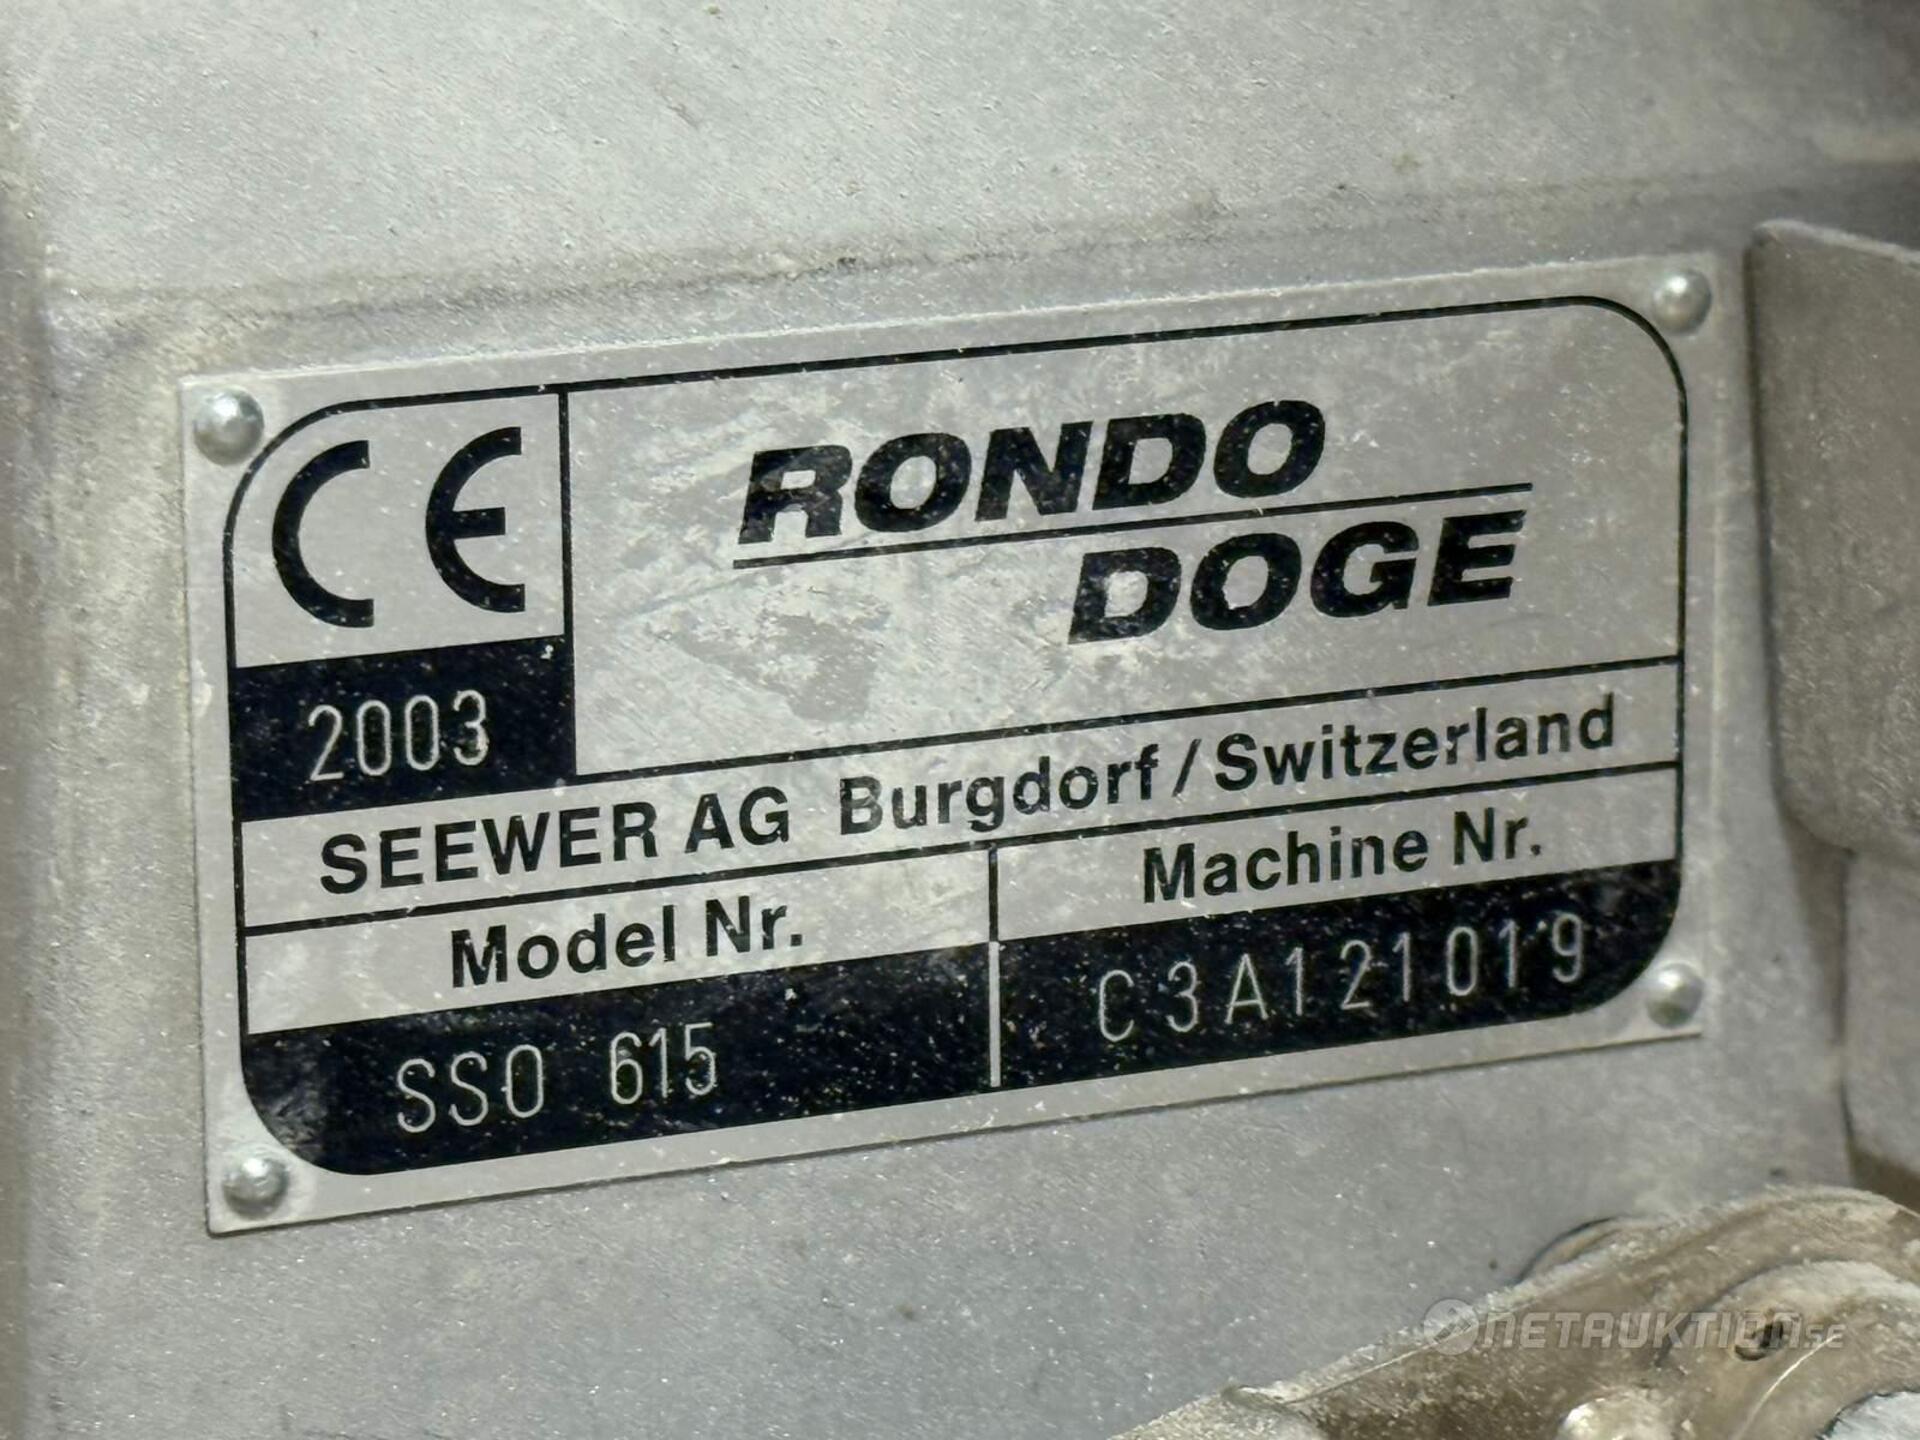 CE
2003
RONDO
DOGE
SEEWER AG Burgdorf/Switzerland
Model Nr.
SSO 615
Machine Nr.
C3A121019
NETAUKTION.SE